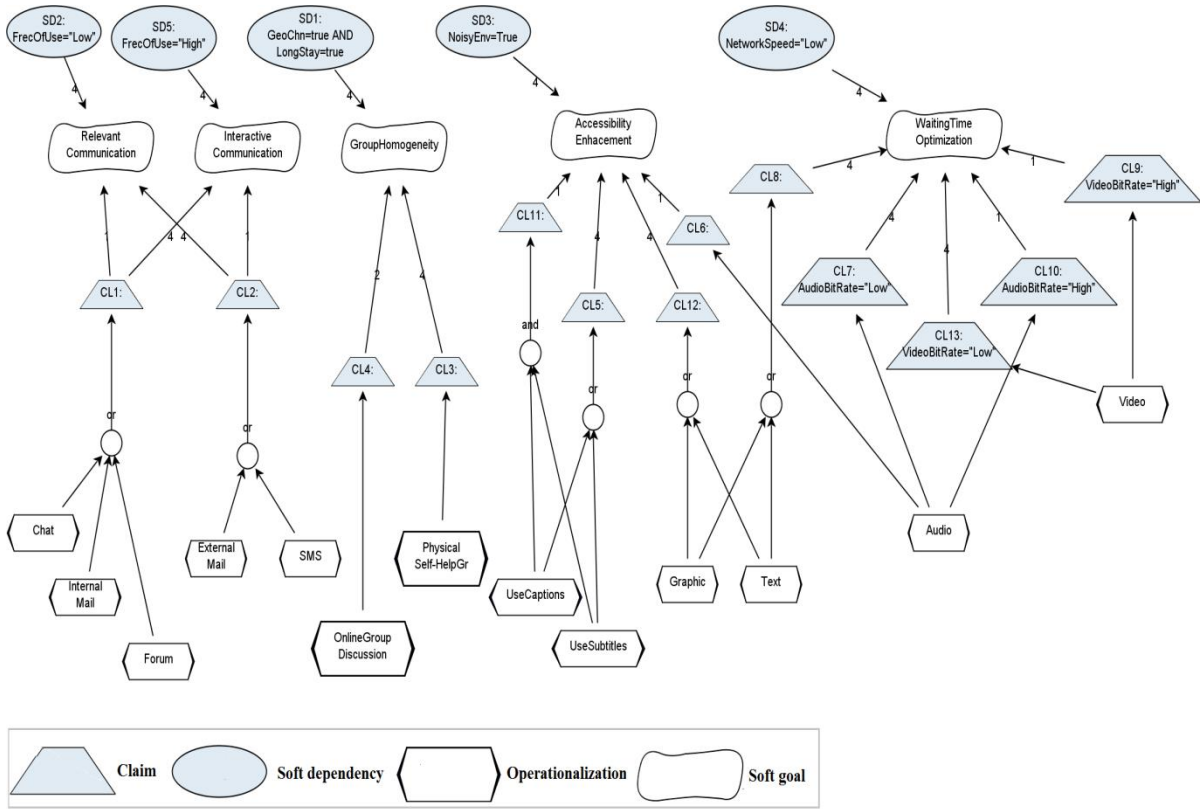 SD2:
FrecOfUse="Low"
SD5:
FrecOfUse="High"
SD1:
GeoChn=true AND
LongStay=true
SD3:
NoisyEnv=True
SD4:
NetworkSpeed="Low"
4
4
4
4
4
Relevant
Communication
Interactive
Communication
GroupHomogeneity
Accessibility
Enhacement
WaitingTime
Optimization
CL8:
4
1
CL9:
VideoBitRate="High"
CL11:
1
4
4
1
CL6:
4
4
1
1
4
4
1
2
4
CL1:
CL2:
CL5:
CL12:
CL7:
AudioBitRate="Low"
CL10:
AudioBitRate="High"
CL13:
VideoBitRate="Low"
and
CL4:
CL3:
or
or
or
or
or
Video
Chat
Internal
Mail
Forum
External
Mail
SMS
OnlineGroup
Discussion
Physical
Self-HelpGr
UseCaptions
UseSubtitles
Graphic
Text
Audio
Claim
Soft dependency
Operationalization
Soft goal